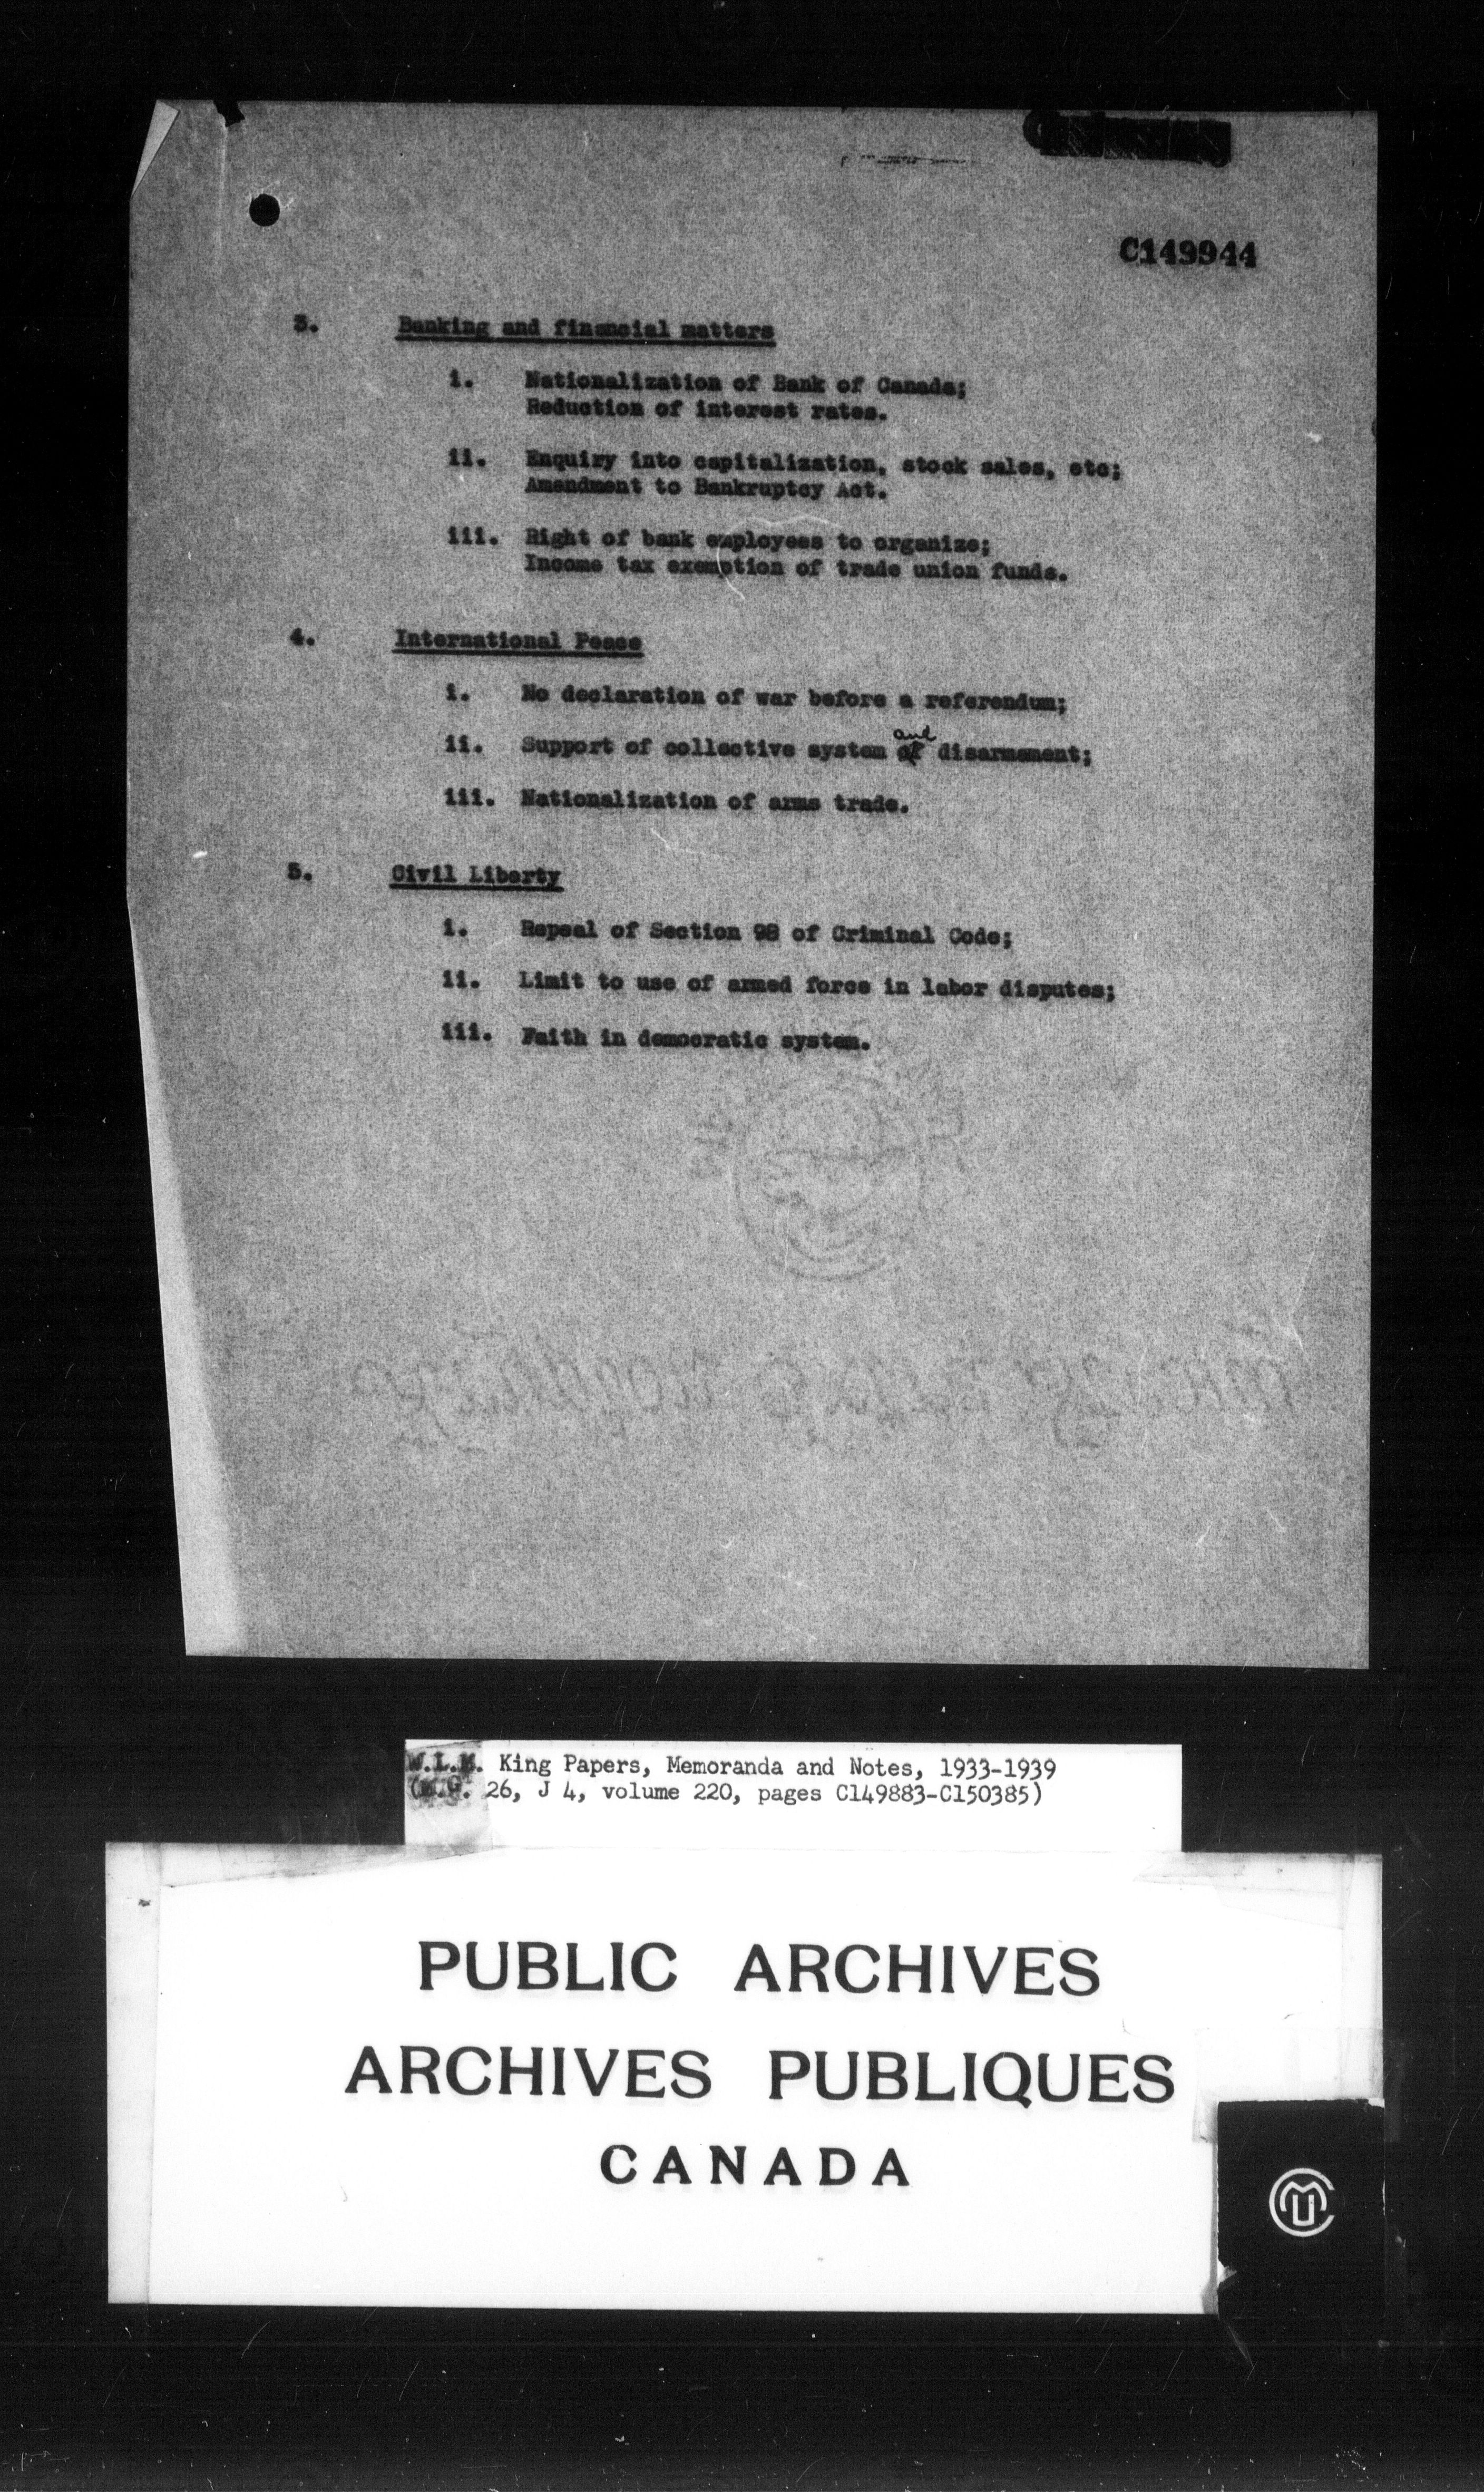 C149944
3. Banking and financial matters
i. Nationalization of Bank of Canada;
Reduction of interest rates.
ii. Enquiry into capitalization, stock sales, etc;
Amendment to Bankruptcy Act.
iii. Right of bank employees to organize;
Income tax exemption of trade union funds.
4. International Peace
i. No declaration of war before a referendum;
and
ii. Support of collective system of disarmament;
iii. Nationalization of arms trade.
5. Civil Liberty
i. Repeal of Section 98 of Criminal Code;
ii. Limit to use of armed force in labor disputes;
iii. Faith in democratic system.
W.L.M. King Papers, Memoranda and Notes, 1933-1939
(M.G. 26, J 4, volume 220, pages C149883-C150385)
PUBLIC ARCHIVES
ARCHIVES PUBLIQUES
CANADA